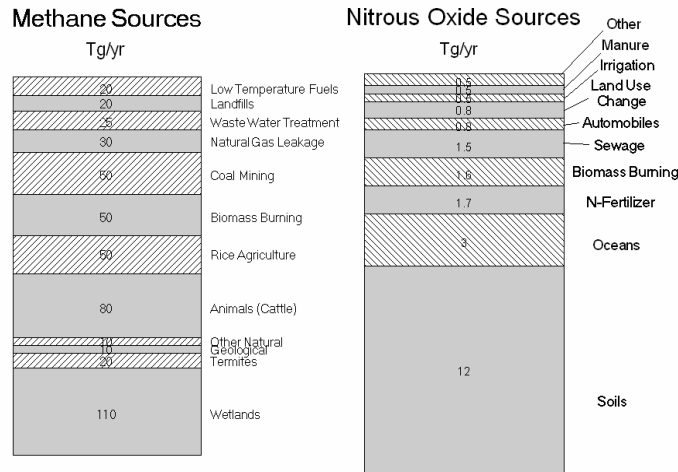 Methane Sources
Tg/yr
20 Low Temperature Fuels
20 Landfills
25 Waste Water Treatment
30 Natural Gas Leakage
50 Coal Mining
50 Biomass Burning
50 Rice Agriculture
80 Animals (Cattle)
10 Other Natural
10 Geological
20 Termites
110 Wetlands
Nitrous Oxide Sources
Tg/yr
0.5 Other
0.5 Manure
Irrigation
0.8 Land Use
Change
0.8 Automobiles
1.5 Sewage
1.6 Biomass Burning
1.7 N-Fertilizer
3 Oceans
12 Soils